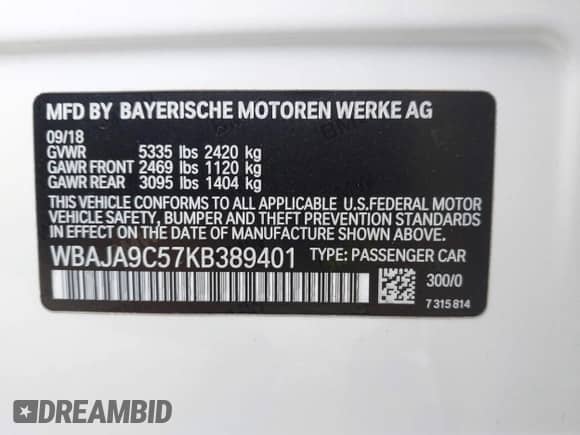 MFD BY BAYERISCHE MOTOREN WERKE AG
09/18
GVWR 5335 lbs 2420 kg
GAWR FRONT 2469 lbs 1120 kg
GAWR REAR 3095 lbs 1404 kg
THIS VEHICLE CONFORMS TO ALL APPLICABLE U.S.FEDERAL MOTOR
VEHICLE SAFETY, BUMPER AND THEFT PREVENTION STANDARDS
IN EFFECT ON THE DATE OF MANUFACTURE SHOWN ABOVE.
WBAJA9C57KB389401 TYPE: PASSENGER CAR
300/0
7 315 814
DREAMBID